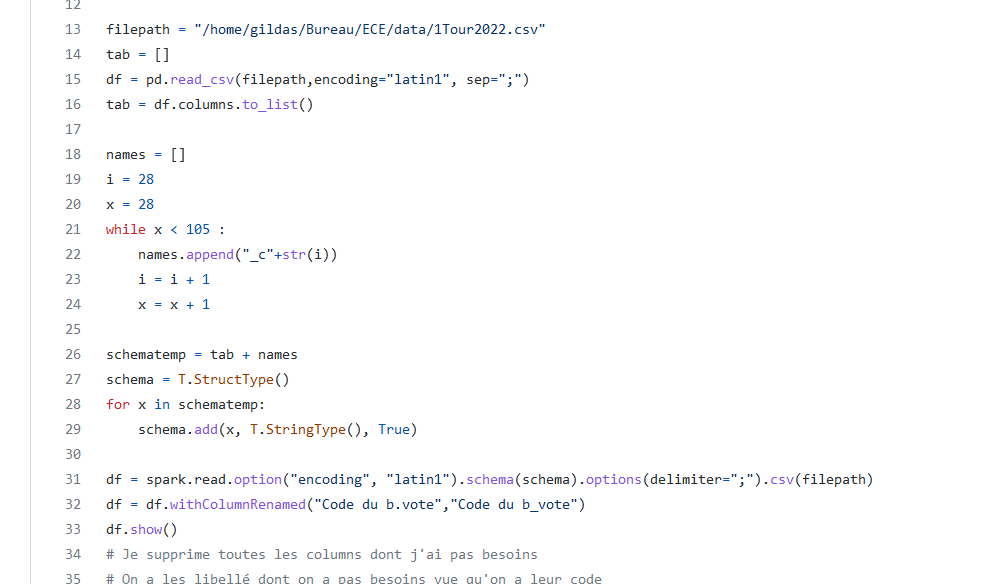 12
13 filepath = "/home/gildas/Bureau/ECE/data/1Tour2022.csv"
14 tab = []
15 df = pd.read_csv(filepath,encoding="latin1", sep=";")
16 tab = df.columns.to_list()
17
18 names = []
19 i = 28
20 x = 28
21 while x < 105 :
22     names.append("_c"+str(i))
23     i = i + 1
24     x = x + 1
25
26 schematemp = tab + names
27 schema = T.StructType()
28 for x in schematemp:
29     schema.add(x, T.StringType(), True)
30
31 df = spark.read.option("encoding", "latin1").schema(schema).options(delimiter=";").csv(filepath)
32 df = df.withColumnRenamed("Code du b.vote","Code du b_vote")
33 df.show()
34 # Je supprime toutes les columns dont j'ai pas besoins
35 # On a les libellé dont on a pas besoins vue qu'on a leur code